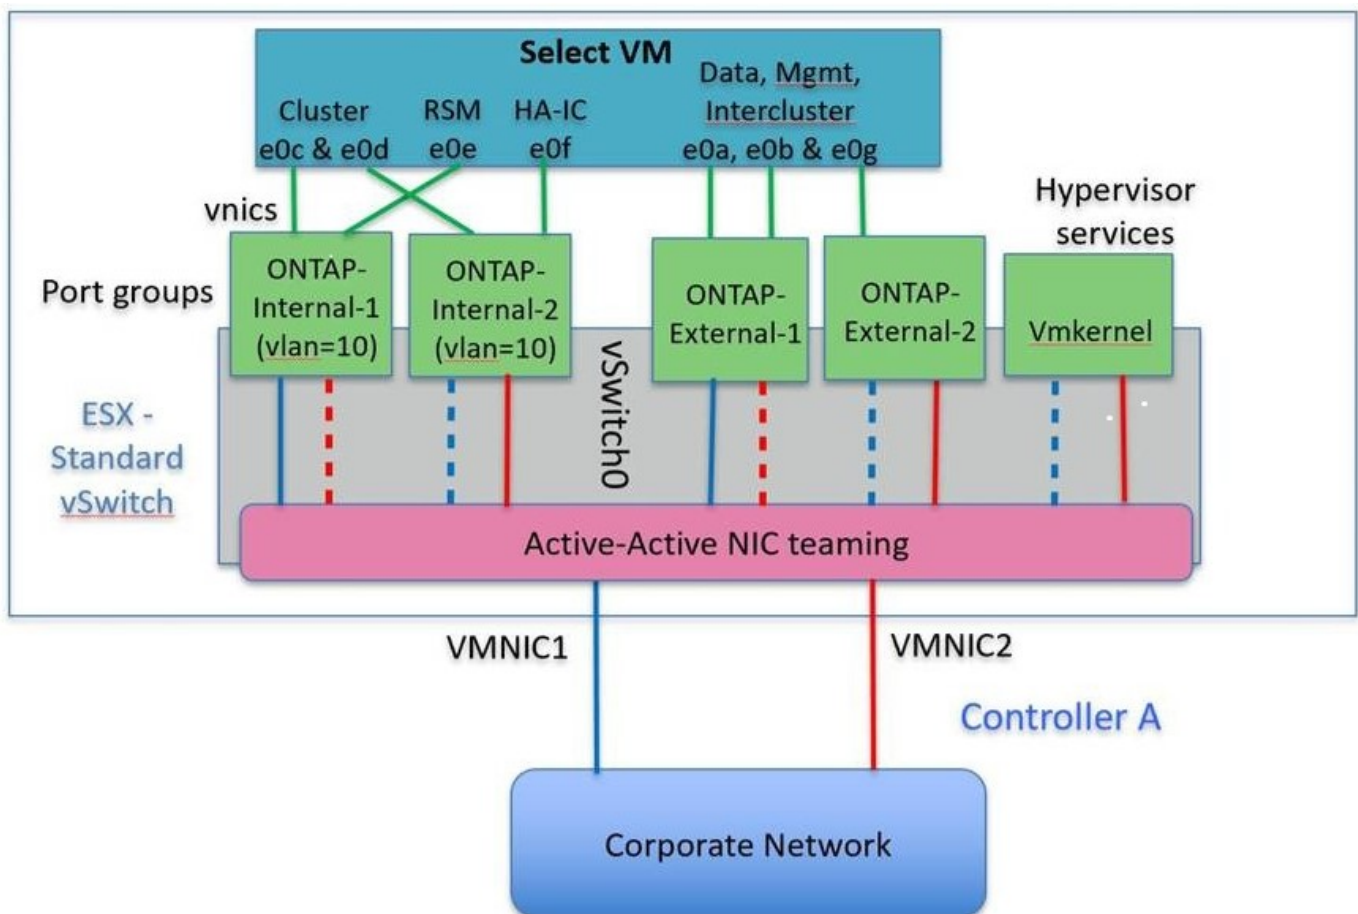 Select VM
Data, Mgmt,
Cluster RSM HA-IC Intercluster
e0c & e0d e0e e0f e0a, e0b & e0g
vnics
Hypervisor
services
Port groups
ONTAP-
Internal-1
(vlan=10)
ONTAP-
Internal-2
(vlan=10)
ONTAP-
External-1
ONTAP-
External-2
Vmkernel
vSwitch0
ESX -
Standard
vSwitch
Active-Active NIC teaming
VMNIC1
VMNIC2
Controller A
Corporate Network